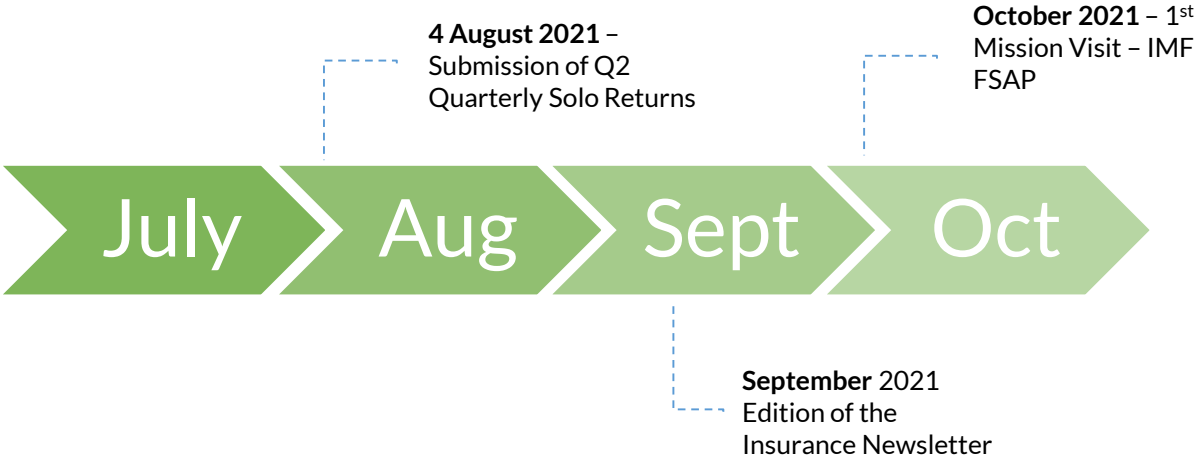 4 August 2021 –
Submission of Q2
Quarterly Solo Returns
October 2021 – 1st
Mission Visit – IMF
FSAP
July
Aug
Sept
Oct
September 2021
Edition of the
Insurance Newsletter